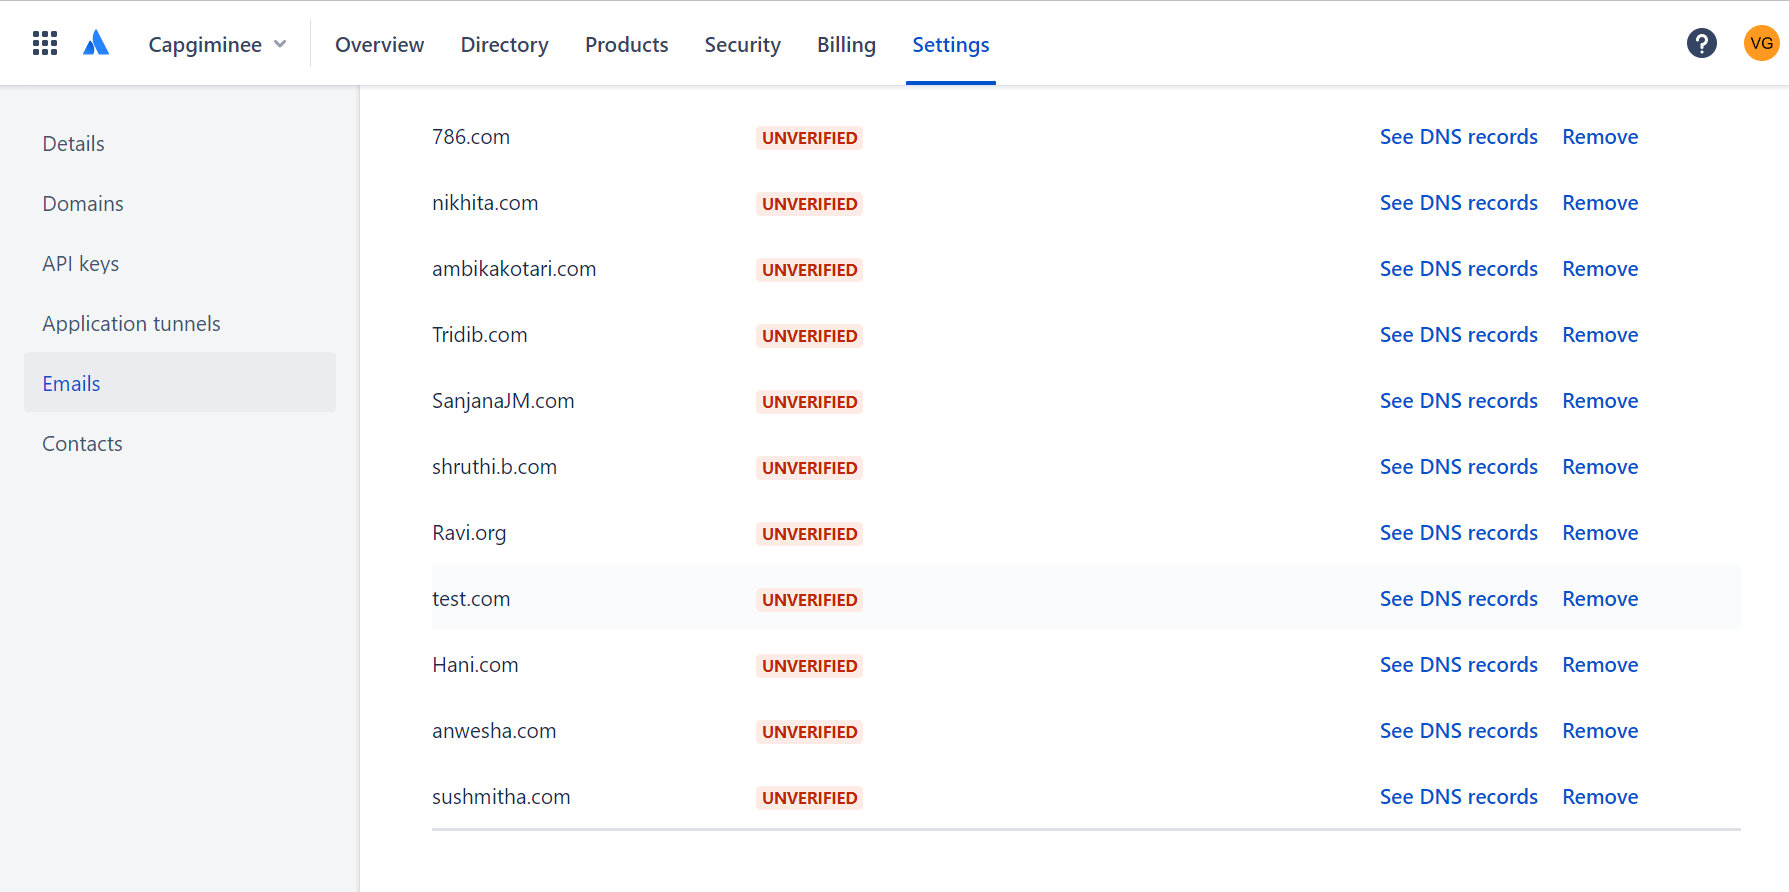 Capgiminee Overview Directory Products Security Billing Settings ? VG
Details
Domains
API keys
Application tunnels
Emails
Contacts
786.com UNVERIFIED See DNS records Remove
nikhita.com UNVERIFIED See DNS records Remove
ambikakotari.com UNVERIFIED See DNS records Remove
Tridib.com UNVERIFIED See DNS records Remove
SanjanaJM.com UNVERIFIED See DNS records Remove
shruthi.b.com UNVERIFIED See DNS records Remove
Ravi.org UNVERIFIED See DNS records Remove
test.com UNVERIFIED See DNS records Remove
Hani.com UNVERIFIED See DNS records Remove
anwesha.com UNVERIFIED See DNS records Remove
sushmitha.com UNVERIFIED See DNS records Remove